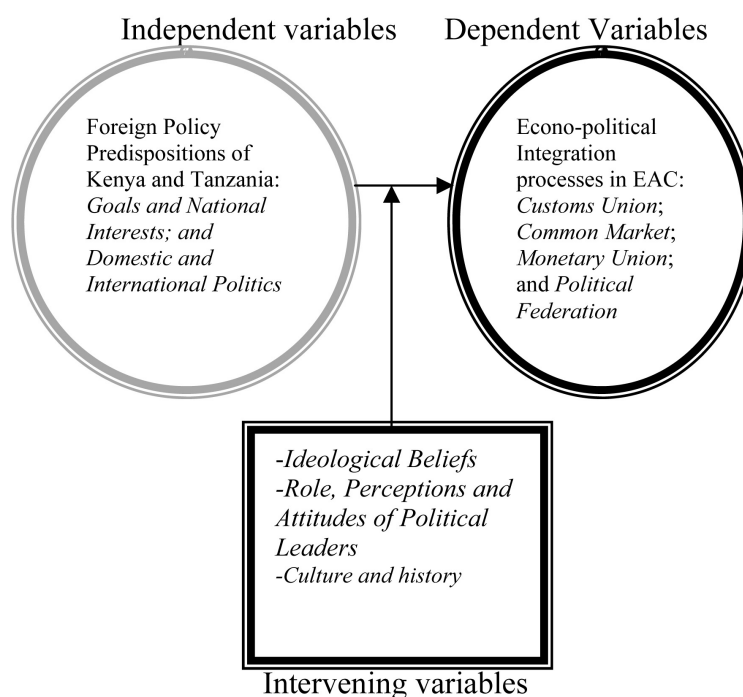 Independent variables
Dependent Variables
Foreign Policy
Predispositions of
Kenya and Tanzania:
Goals and National
Interests; and
Domestic and
International Politics
Econo-political
Integration
processes in EAC:
Customs Union;
Common Market;
Monetary Union;
and Political
Federation
-Ideological Beliefs
-Role, Perceptions and
Attitudes of Political
Leaders
-Culture and history
Intervening variables